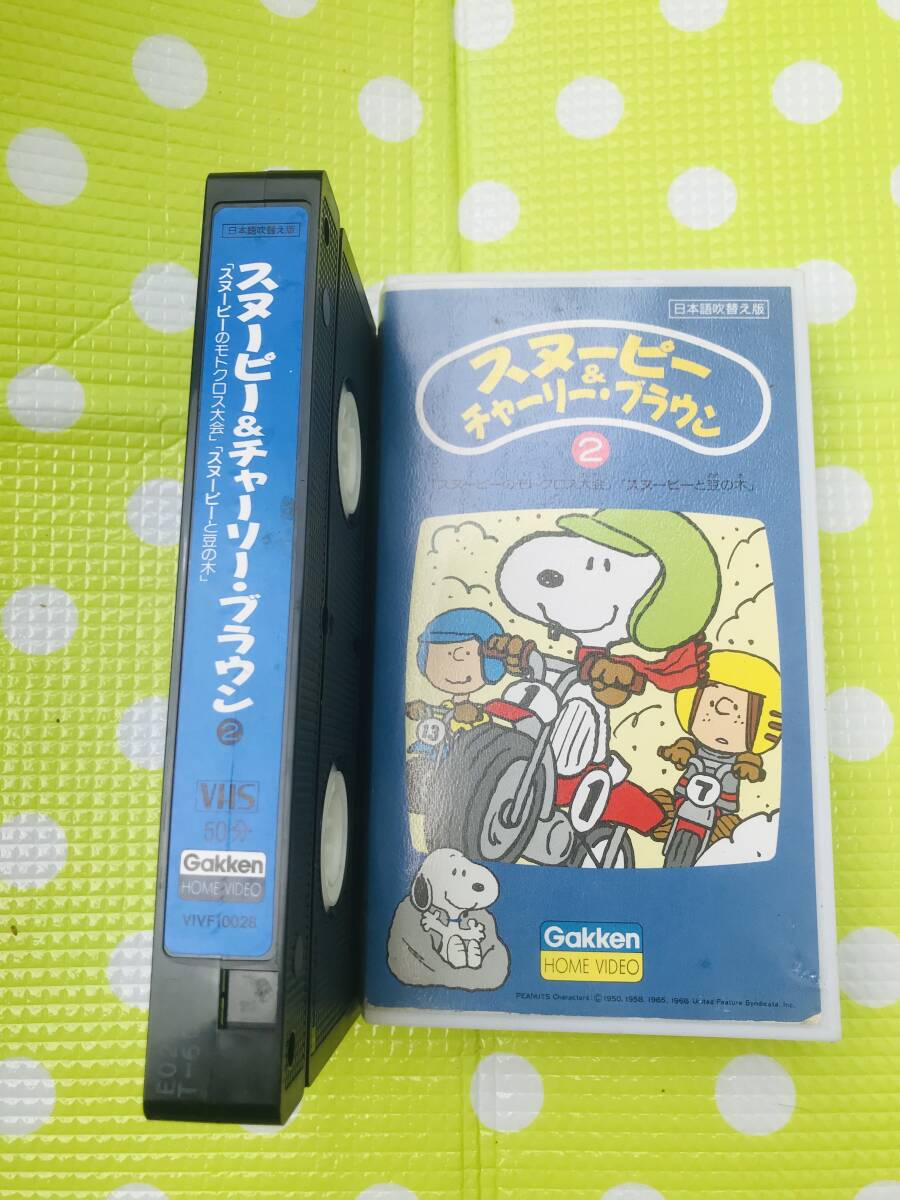 日本語吹替え版
スヌーピー&チャーリー・ブラウン 2
「スヌーピーのモトクロス大会」「スヌーピーと豆の木」
VHS
50分
Gakken
HOME VIDEO
VIVF10028
E02
日本語吹替え版
スヌーピー
&
チャーリー・ブラウン
2
「スヌーピーのモトクロス大会」「スヌーピーと豆の木」
13
1
1
7
Gakken
HOME VIDEO
PEANUTS Characters: © 1950, 1958, 1965, 1966 United Feature Syndicate, Inc.